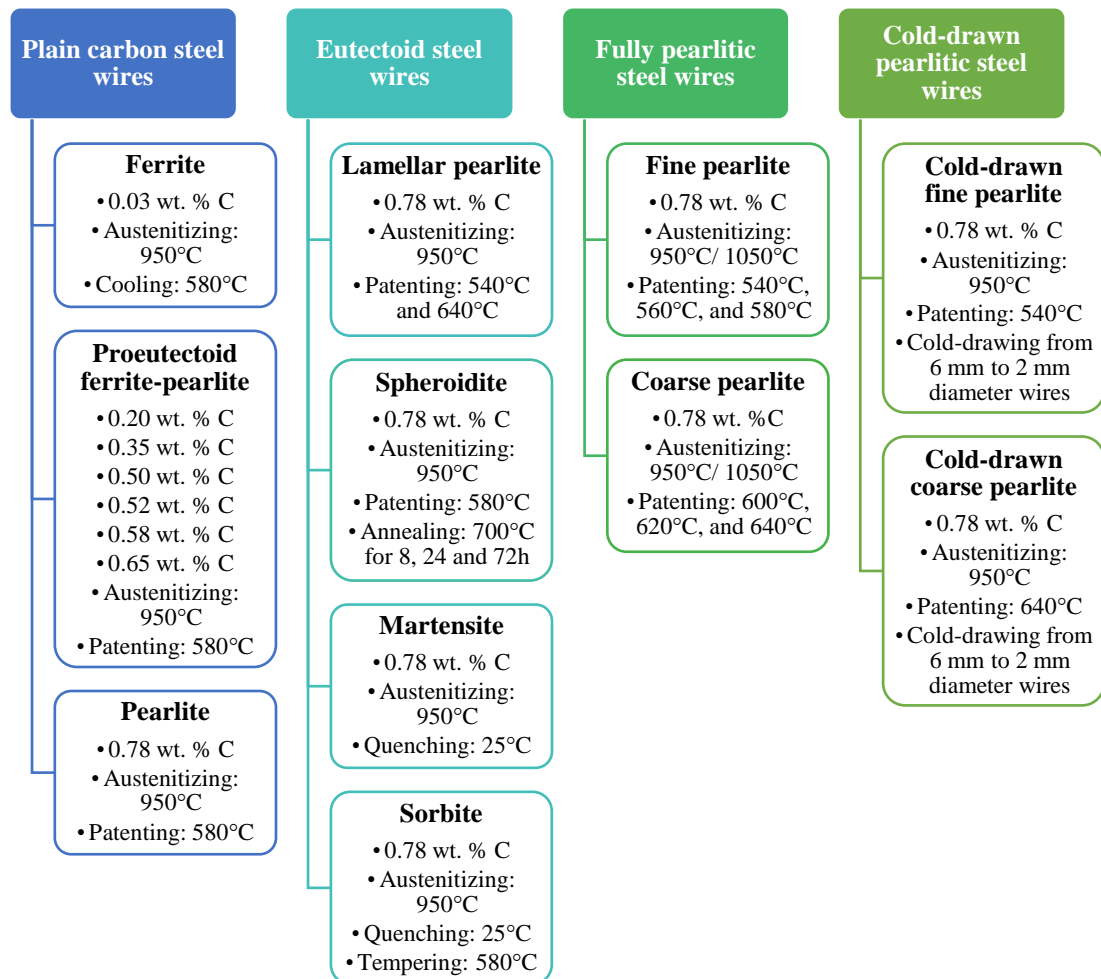 Plain carbon steel
wires
Ferrite
•0.03 wt. % C
•Austenitizing:
950°C
•Cooling: 580°C
Proeutectoid
ferrite-pearlite
•0.20 wt. % C
•0.35 wt. % C
•0.50 wt. % C
•0.52 wt. % C
•0.58 wt. % C
•0.65 wt. % C
•Austenitizing:
950°C
•Patenting: 580°C
Pearlite
•0.78 wt. % C
•Austenitizing:
950°C
•Patenting: 580°C
Eutectoid steel
wires
Lamellar pearlite
•0.78 wt. % C
•Austenitizing:
950°C
•Patenting: 540°C
and 640°C
Spheroidite
•0.78 wt. % C
•Austenitizing:
950°C
•Patenting: 580°C
•Annealing: 700°C
for 8, 24 and 72h
Martensite
•0.78 wt. % C
•Austenitizing:
950°C
•Quenching: 25°C
Sorbite
•0.78 wt. % C
•Austenitizing:
950°C
•Quenching: 25°C
•Tempering: 580°C
Fully pearlitic
steel wires
Fine pearlite
•0.78 wt. % C
•Austenitizing:
950°C/ 1050°C
•Patenting: 540°C,
560°C, and 580°C
Coarse pearlite
•0.78 wt. %C
•Austenitizing:
950°C/ 1050°C
•Patenting: 600°C,
620°C, and 640°C
Cold-drawn
pearlitic steel
wires
Cold-drawn
fine pearlite
•0.78 wt. % C
•Austenitizing:
950°C
•Patenting: 540°C
•Cold-drawing from
6 mm to 2 mm
diameter wires
Cold-drawn
coarse pearlite
•0.78 wt. % C
•Austenitizing:
950°C
•Patenting: 640°C
•Cold-drawing from
6 mm to 2 mm
diameter wires